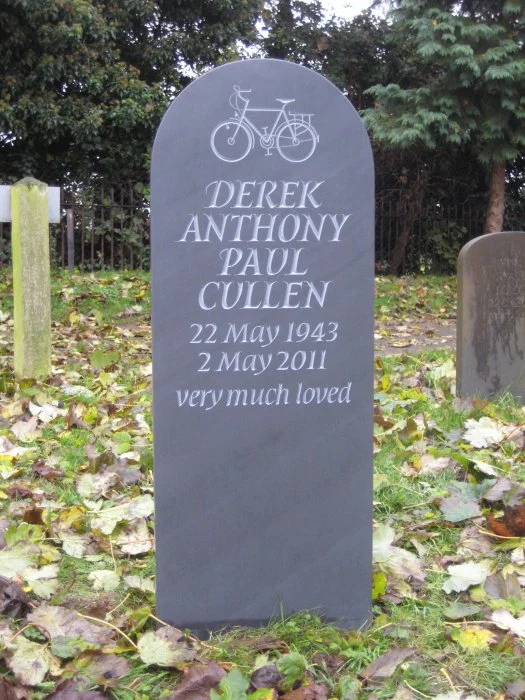 DEREK
ANTHONY
PAUL
CULLEN
22 May 1943
2 May 2011
very much loved